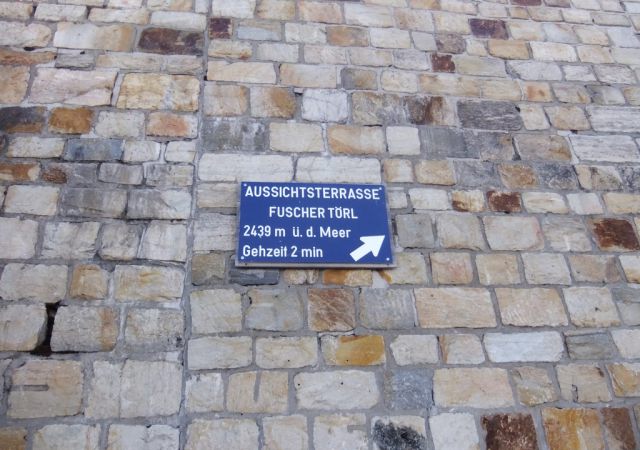 AUSSICHTSTERRASSE
FUSCHER TÖRL
2439 m ü. d. Meer
Gehzeit 2 min